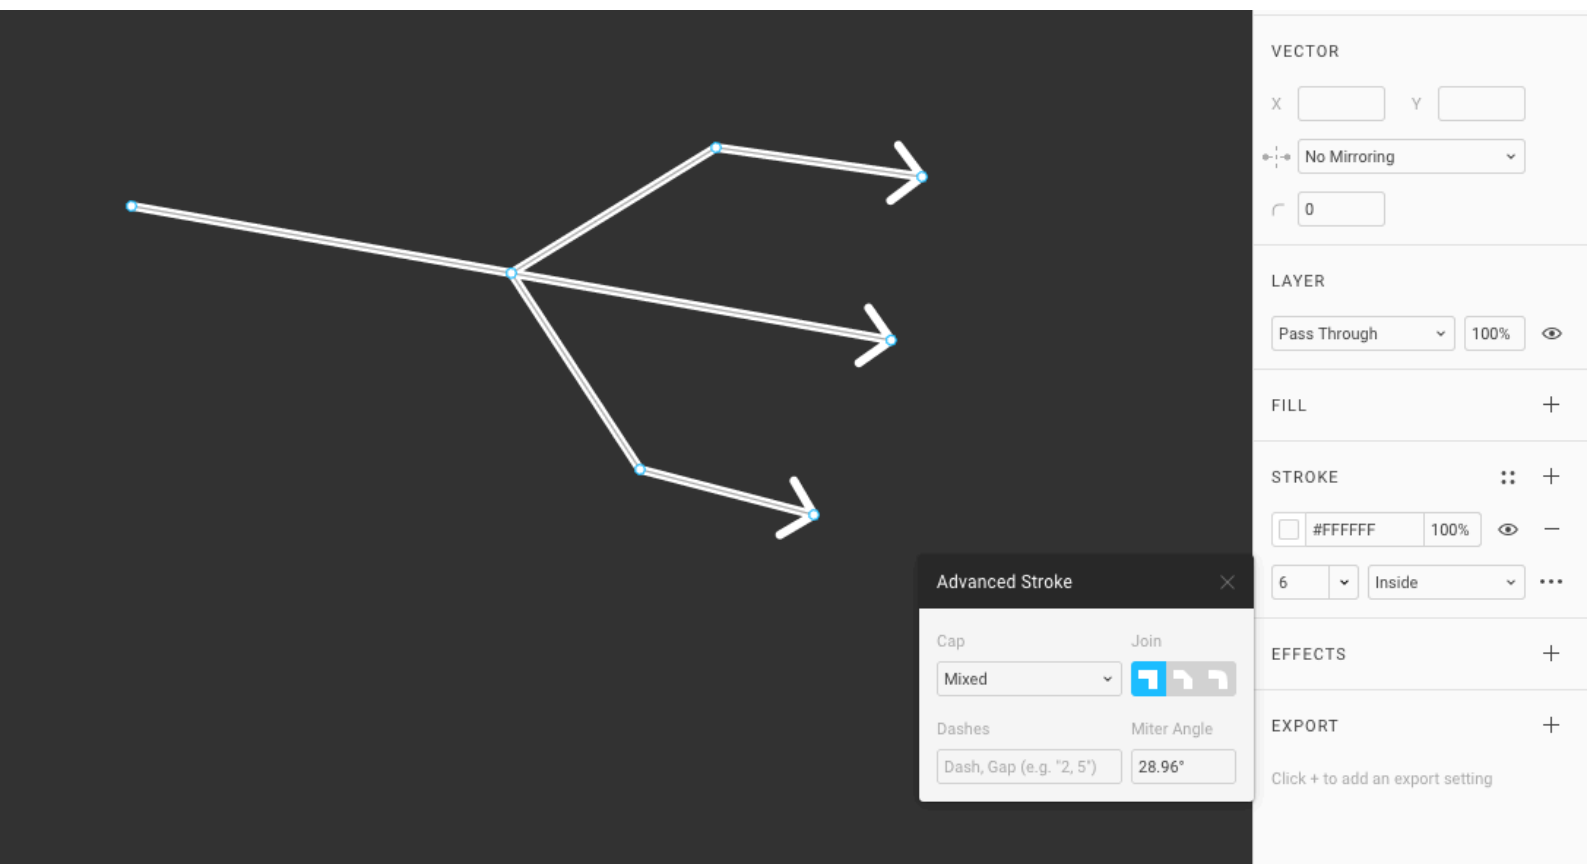 VECTOR
X Y
No Mirroring
0
LAYER
Pass Through 100%
FILL
STROKE
#FFFFFF 100%
6 Inside
EFFECTS
EXPORT
Click + to add an export setting
Advanced Stroke
Cap Join
Mixed
Dashes Miter Angle
Dash, Gap (e.g. "2, 5") 28.96°